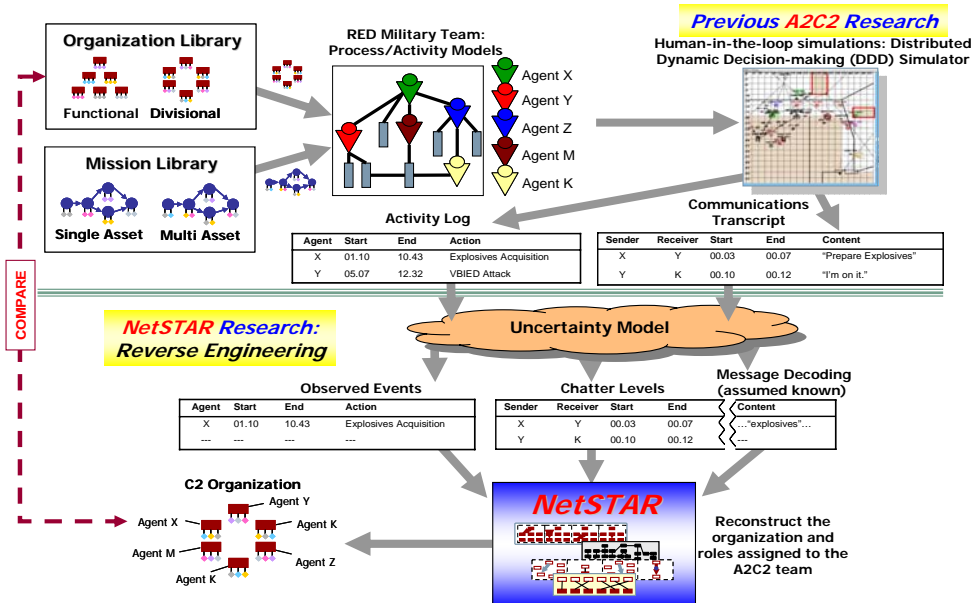 Organization Library
Functional
Divisional
Mission Library
Single Asset
Multi Asset
RED Military Team:
Process/Activity Models
Agent X
Agent Y
Agent Z
Agent M
Agent K
Previous A2C2 Research
Human-in-the-loop simulations: Distributed
Dynamic Decision-making (DDD) Simulator
Activity Log
Agent Start End Action
X 01.10 10.43 Explosives Acquisition
Y 05.07 12.32 VBIED Attack
Communications
Transcript
Sender Receiver Start End Content
X Y 00.03 00.07 “Prepare Explosives”
Y K 00.10 00.12 “I’m on it.”
COMPARE
NetSTAR Research:
Reverse Engineering
Uncertainty Model
Observed Events
Agent Start End Action
X 01.10 10.43 Explosives Acquisition
--- --- --- ---
Chatter Levels
Sender Receiver Start End
X Y 00.03 00.07
Y K 00.10 00.12
Message Decoding
(assumed known)
Content
…“explosives”…
---
C2 Organization
Agent Y
Agent X
Agent K
Agent M
Agent Z
Agent K
NetSTAR
Reconstruct the
organization and
roles assigned to the
A2C2 team